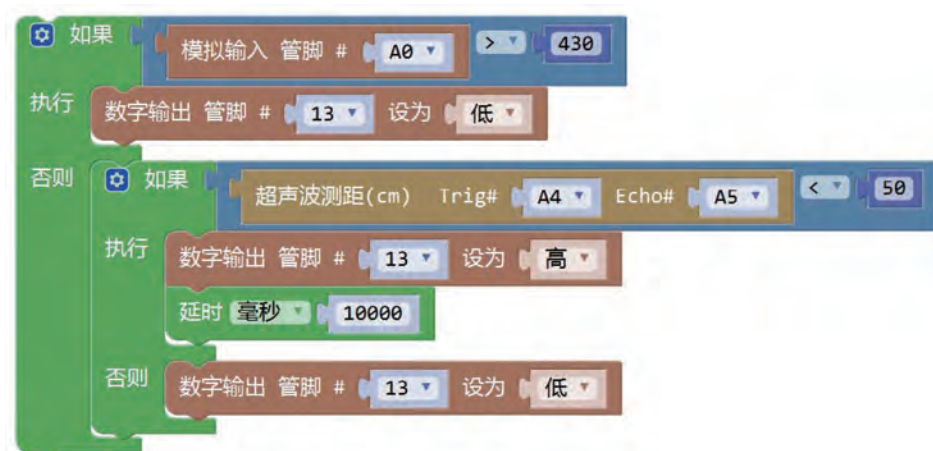 如果 模拟输入 管脚 # A0 > 430
执行 数字输出 管脚 # 13 设为 低
否则 如果 超声波测距(cm) Trig# A4 Echo# A5 < 50
执行 数字输出 管脚 # 13 设为 高
延时 毫秒 10000
否则 数字输出 管脚 # 13 设为 低